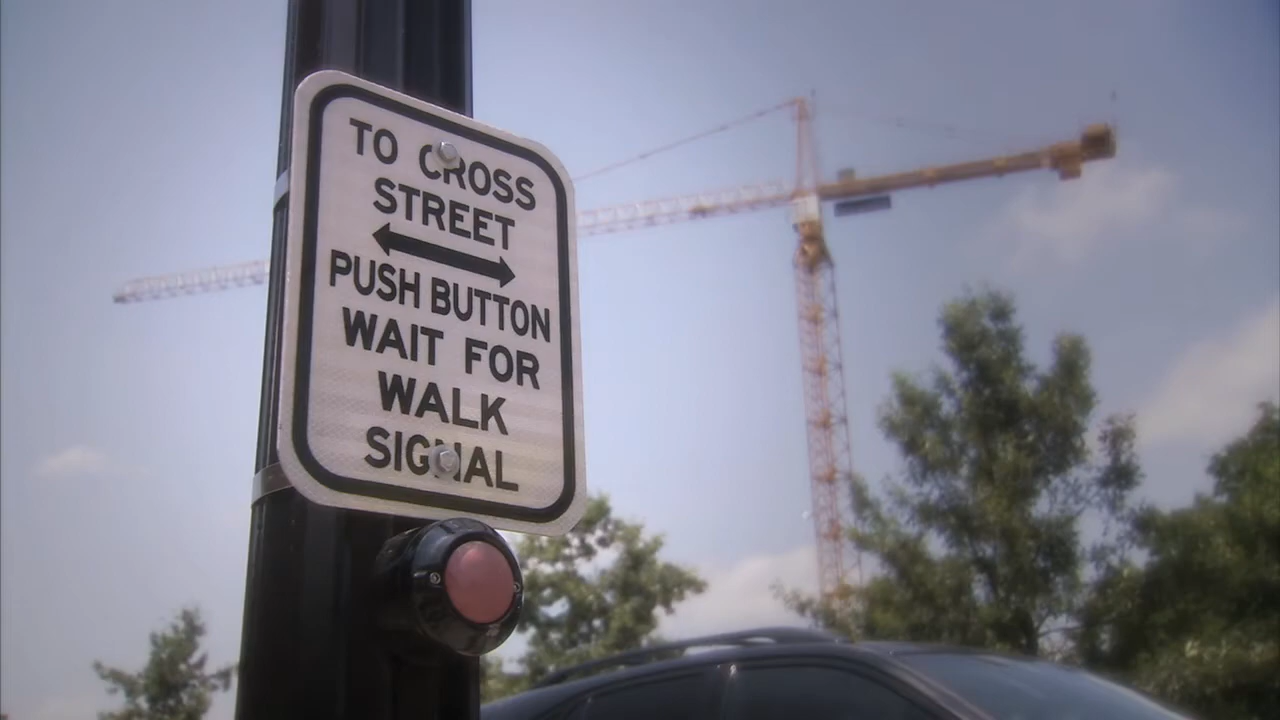 TO CROSS
STREET
PUSH BUTTON
WAIT FOR
WALK
SIGNAL